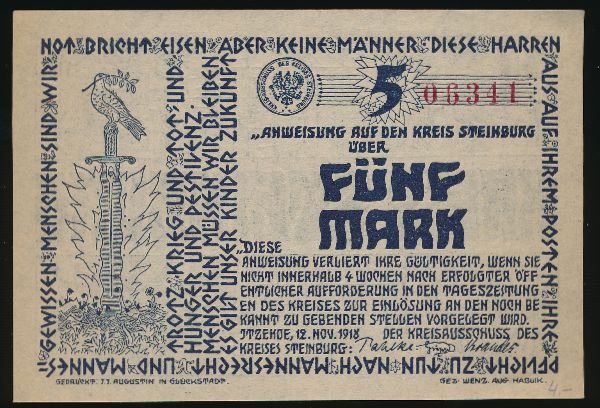 NOT BRICHT EISEN ABER KEINE MÄNNER DIESE HARREN
AUS AUF IHREM POSTEN IHRE
PFLICHT ZU TUN NACH MANNESRECHT UND MANNES=
GEWISSEN MENSCHEN SIND WIR
TROTZ KRIEG UND TOT UND
HUNGER UND PESTILENZ.
MENSCHEN MÜSSEN WIR BLEIBEN
ES GILT UNSER KINDER ZUKUNFT
5
06341
„ANWEISUNG AUF DEN KREIS STEINBURG
ÜBER
FÜNF
MARK
„DIESE
ANWEISUNG VERLIERT IHRE GÜLTIGKEIT, WENN SIE
NICHT INNERHALB 4 WOCHEN NACH ERFOLGTER ÖFF-
ENTLICHER AUFFORDERUNG IN DEN TAGESZEITUNG
EN DES KREISES ZUR EINLÖSUNG AN DEN NOCH BE
KANNT ZU GEBENDEN STELLEN VORGELEGT WIRD.
ITZEHOE, 12. NOV. 1918 DER KREISAUSSCHUSS DES
KREISES STEINBURG:
GEDRUCKT J.J. AUGUSTIN IN GLÜCKSTADT.
GEZ. WENZ. AUG HABLIK.
4-